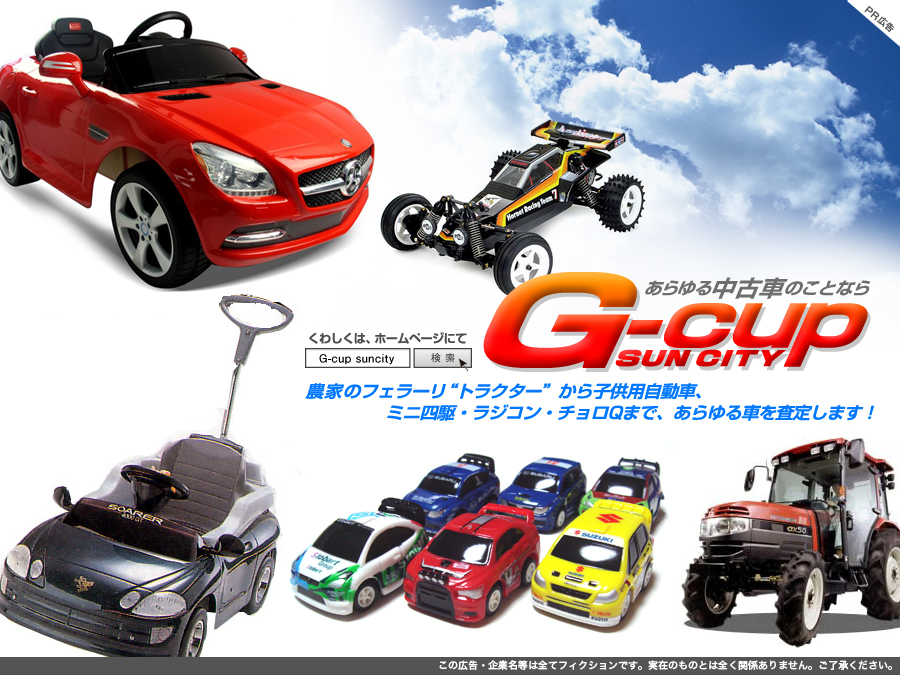 PR広告
Hornet Racing Team 7
あらゆる中古車のことなら
G-cup
SUN CITY
くわしくは、ホームページにて
G-cup suncity 検索
農家のフェラーリ“トラクター”から子供用自動車、
ミニ四駆・ラジコン・チョロQまで、あらゆる車を査定します！
SOARER
SUBARU
Stobart
Group
SUZUKI
GX50
この広告・企業名等は全てフィクションです。実在のものとは全く関係ありません。ご了承ください。